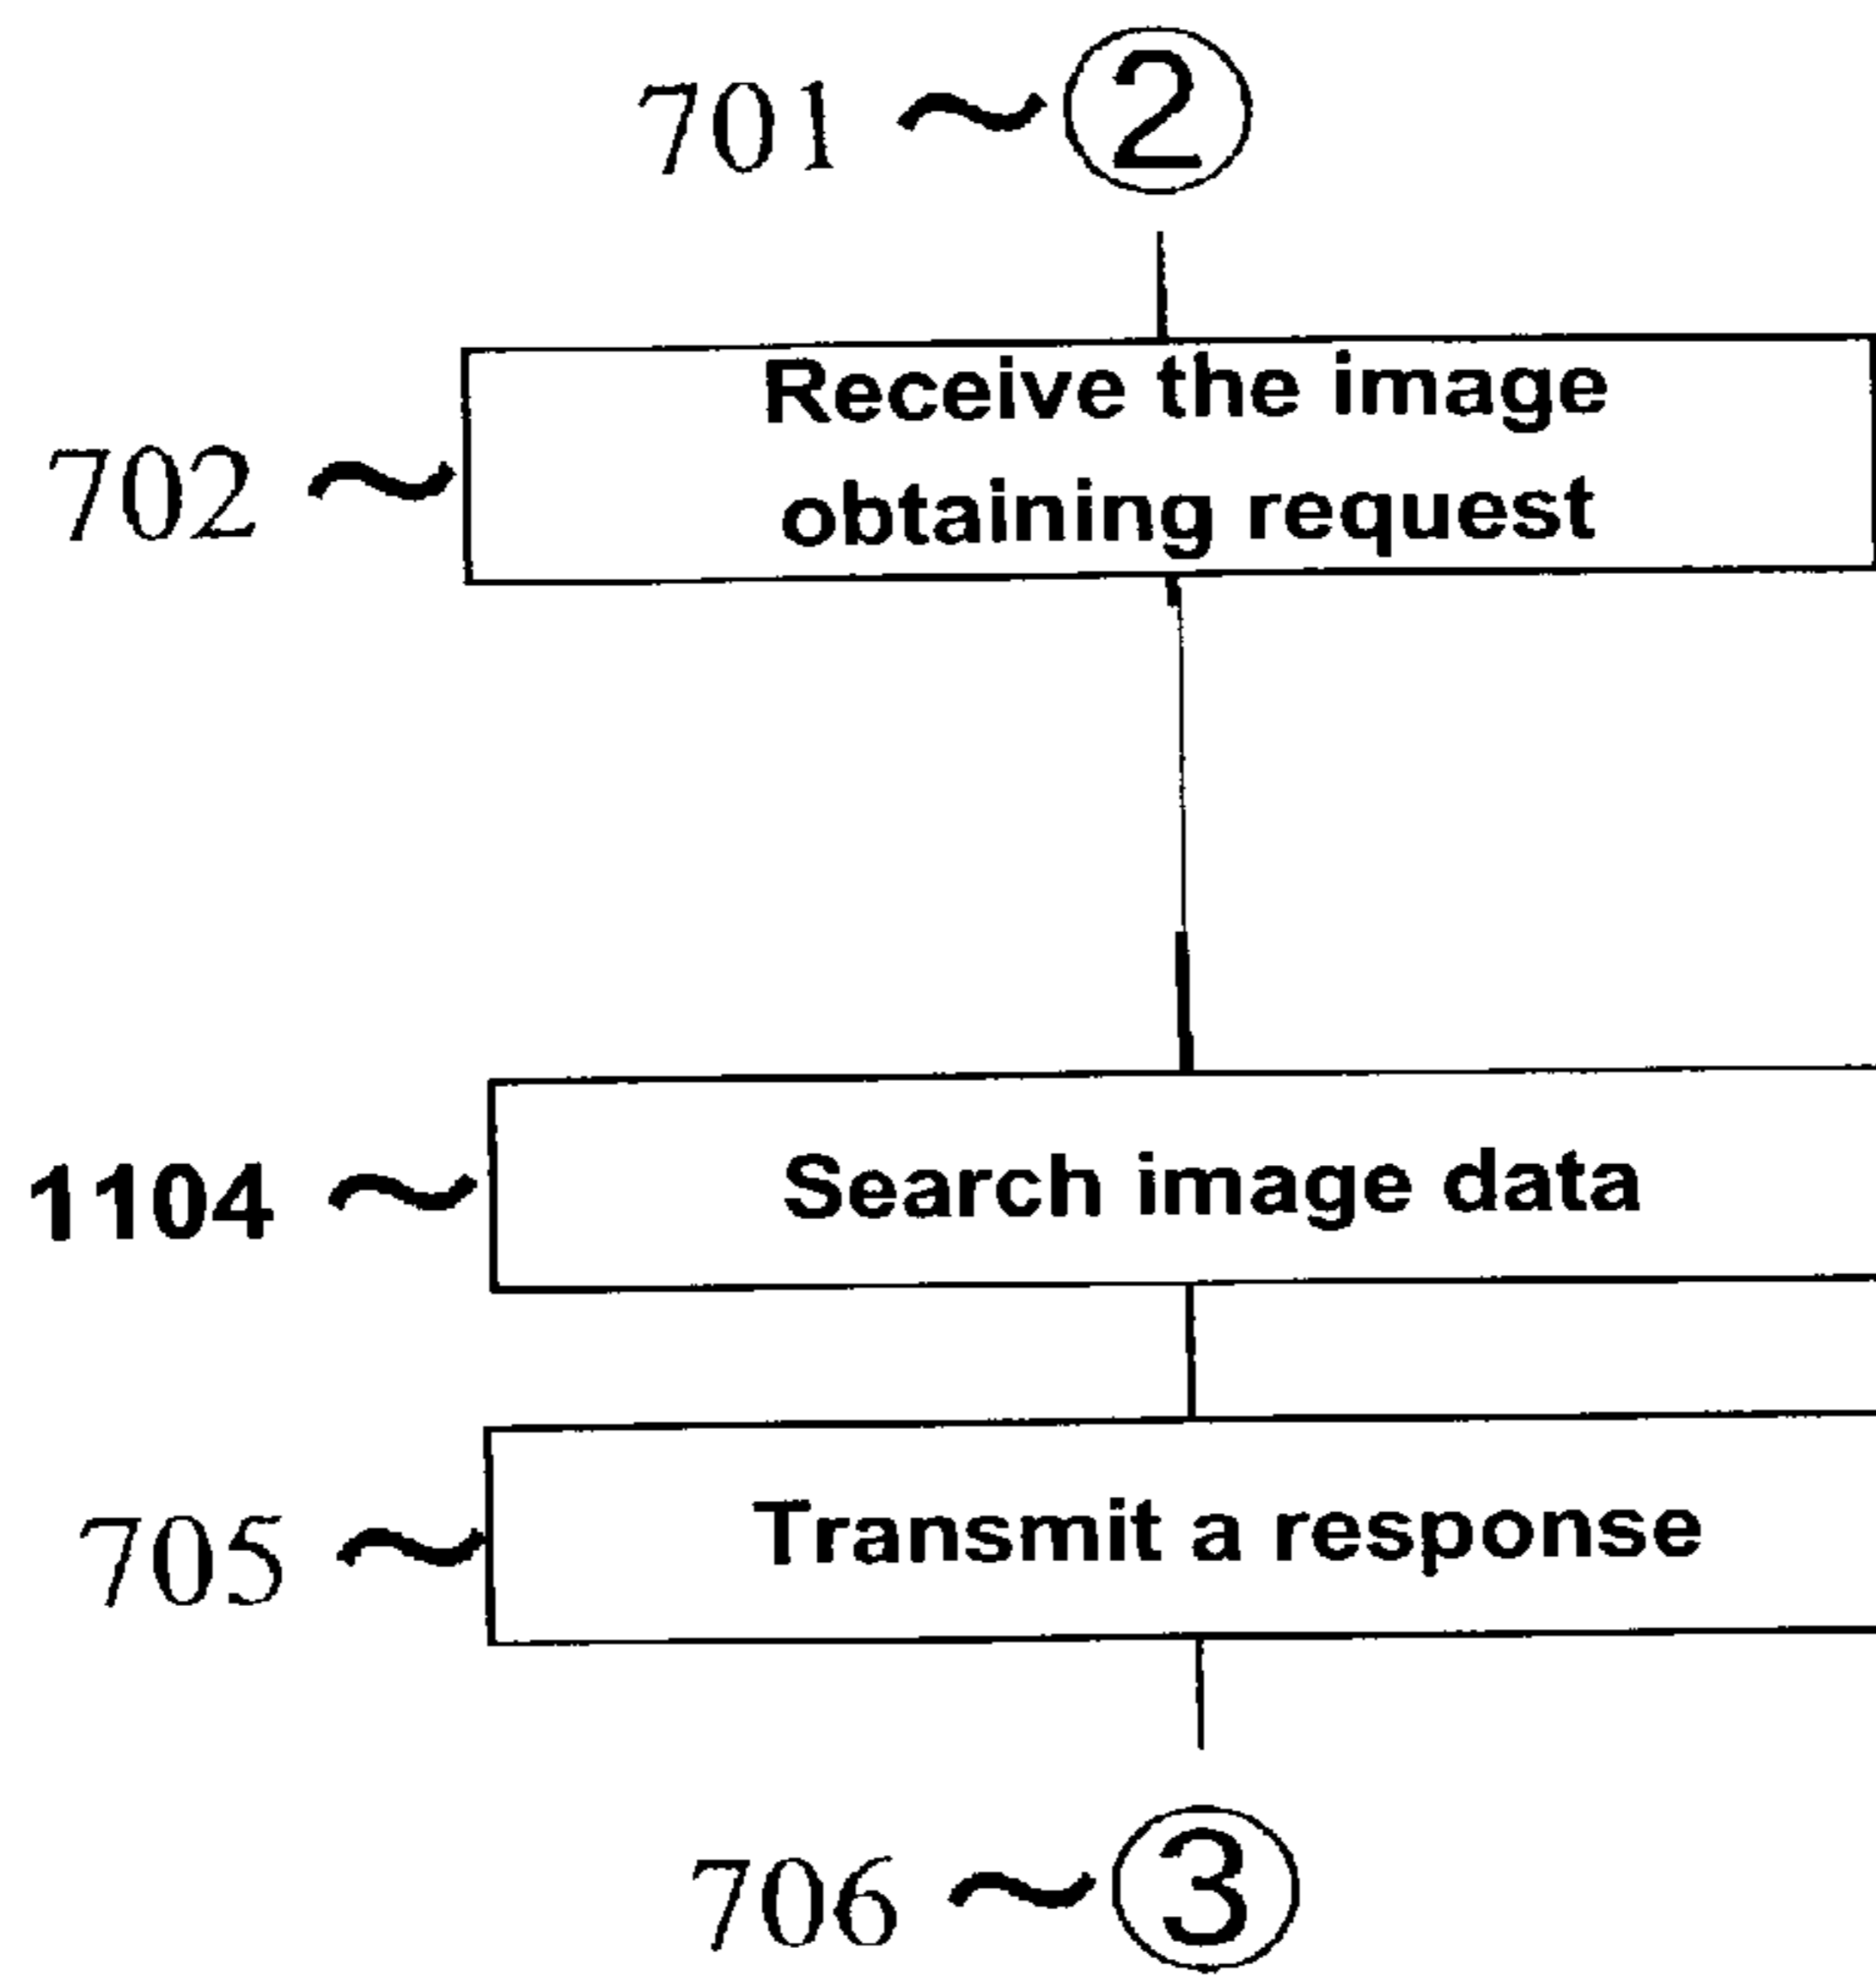 701 ~ ②
702 ~ Receive the image
obtaining request
1104 ~ Search image data
705 ~ Transmit a response
706 ~ ③